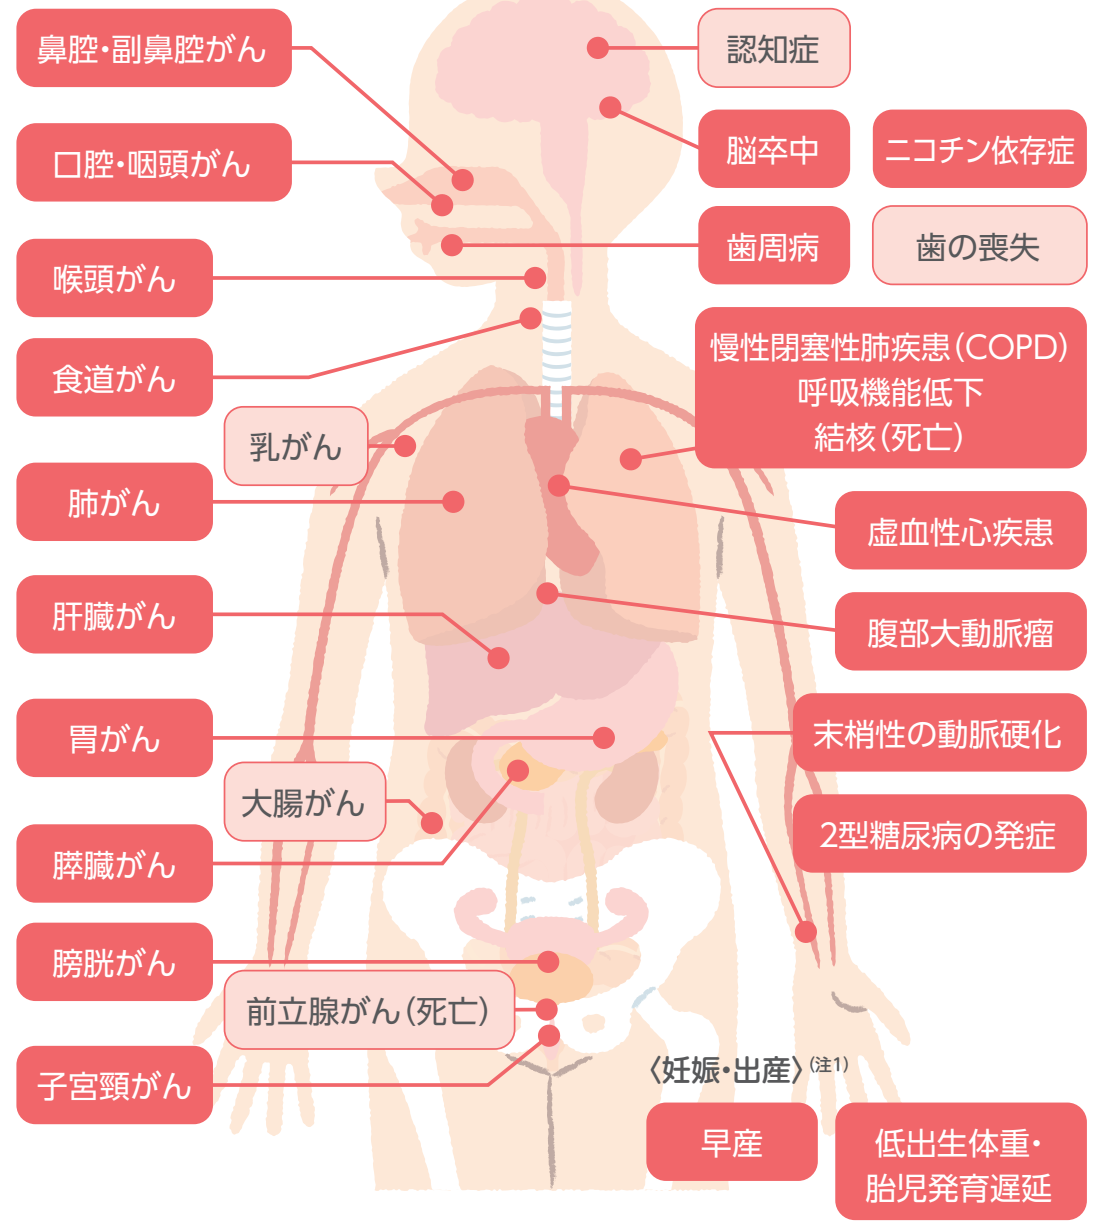 鼻腔・副鼻腔がん
口腔・咽頭がん
喉頭がん
食道がん
乳がん
肺がん
肝臓がん
胃がん
大腸がん
膵臓がん
膀胱がん
前立腺がん（死亡）
子宮頸がん
認知症
脳卒中
ニコチン依存症
歯周病
歯の喪失
慢性閉塞性肺疾患（COPD）
呼吸機能低下
結核（死亡）
虚血性心疾患
腹部大動脈瘤
末梢性の動脈硬化
2型糖尿病の発症
〈妊娠・出産〉(注1)
早産
低出生体重・
胎児発育遅延